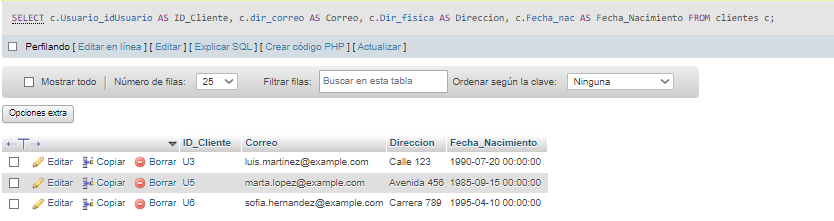 SELECT c.Usuario_idUsuario AS ID_Cliente, c.dir_correo AS Correo, c.Dir_fisica AS Direccion, c.Fecha_nac AS Fecha_Nacimiento FROM clientes c;
Perfilando [ Editar en línea ] [ Editar ] [ Explicar SQL ] [ Crear código PHP ] [ Actualizar ]
Mostrar todo Número de filas: 25 Filtrar filas: Buscar en esta tabla Ordenar según la clave: Ninguna
Opciones extra
ID_Cliente Correo Direccion Fecha_Nacimiento
Editar Copiar Borrar U3 luis.martinez@example.com Calle 123 1990-07-20 00:00:00
Editar Copiar Borrar U5 marta.lopez@example.com Avenida 456 1985-09-15 00:00:00
Editar Copiar Borrar U6 sofia.hernandez@example.com Carrera 789 1995-04-10 00:00:00